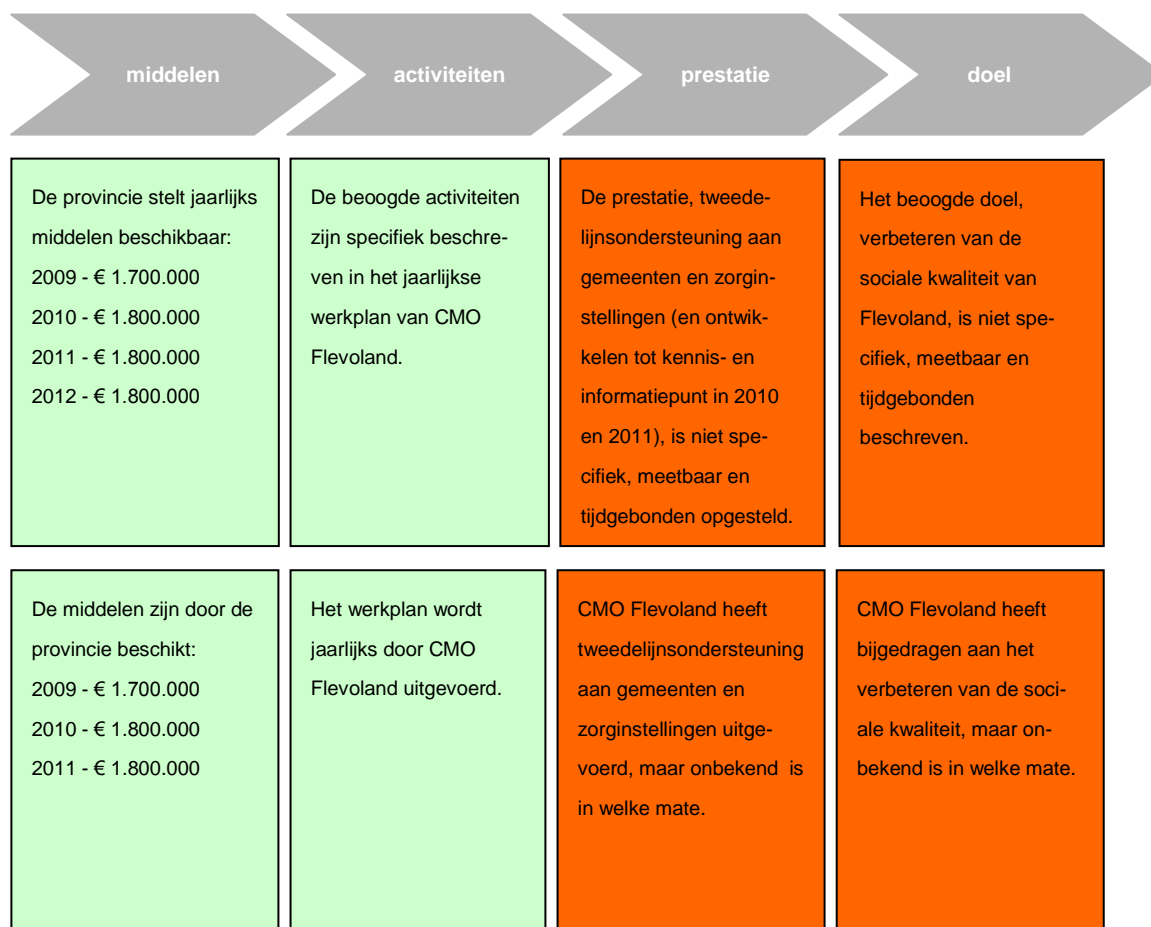 middelen
activiteiten
prestatie
doel
De provincie stelt jaarlijks
middelen beschikbaar:
2009 - € 1.700.000
2010 - € 1.800.000
2011 - € 1.800.000
2012 - € 1.800.000
De beoogde activiteiten
zijn specifiek beschre-
ven in het jaarlijkse
werkplan van CMO
Flevoland.
De prestatie, tweede-
lijnsondersteuning aan
gemeenten en zorgin-
stellingen (en ontwik-
kelen tot kennis- en
informatiepunt in 2010
en 2011), is niet spe-
cifiek, meetbaar en
tijdgebonden opgesteld.
Het beoogde doel,
verbeteren van de
sociale kwaliteit van
Flevoland, is niet spe-
cifiek, meetbaar en
tijdgebonden
beschreven.
De middelen zijn door de
provincie beschikt:
2009 - € 1.700.000
2010 - € 1.800.000
2011 - € 1.800.000
Het werkplan wordt
jaarlijks door CMO
Flevoland uitgevoerd.
CMO Flevoland heeft
tweedelijnsondersteuning
aan gemeenten en
zorginstellingen uitge-
voerd, maar onbekend is
in welke mate.
CMO Flevoland heeft
bijgedragen aan het
verbeteren van de soci-
ale kwaliteit, maar on-
bekend is in welke mate.